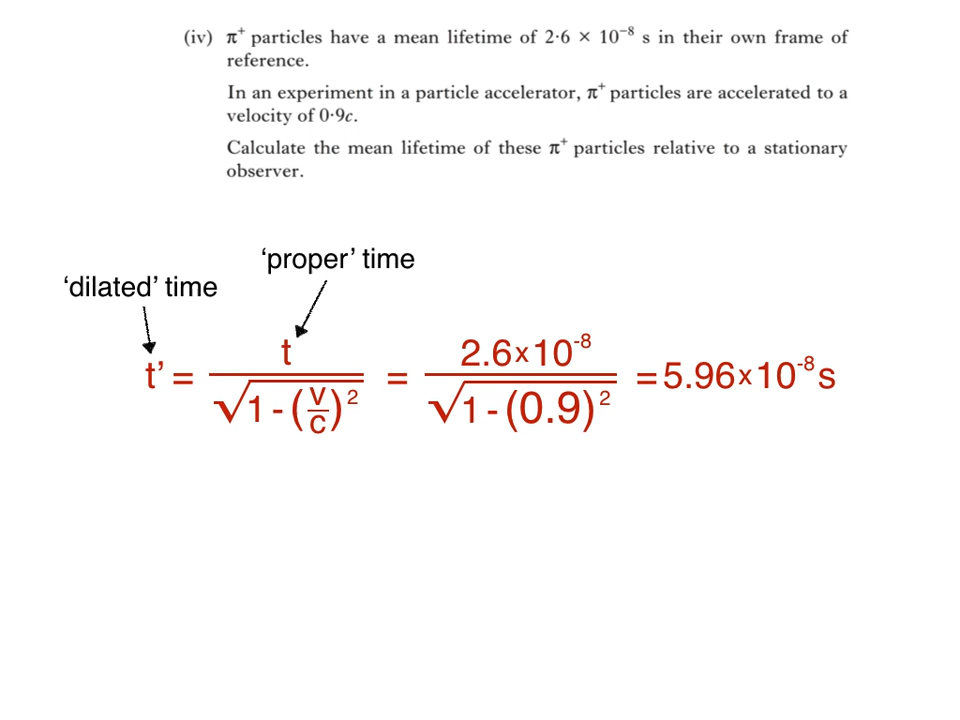 (iv) π⁺ particles have a mean lifetime of 2·6 × 10⁻⁸ s in their own frame of
reference.
In an experiment in a particle accelerator, π⁺ particles are accelerated to a
velocity of 0·9c.
Calculate the mean lifetime of these π⁺ particles relative to a stationary
observer.
‘proper’ time
‘dilated’ time
t’ = t / √1 - (v/c)² = 2.6x10⁻⁸ / √1 - (0.9)² = 5.96x10⁻⁸s